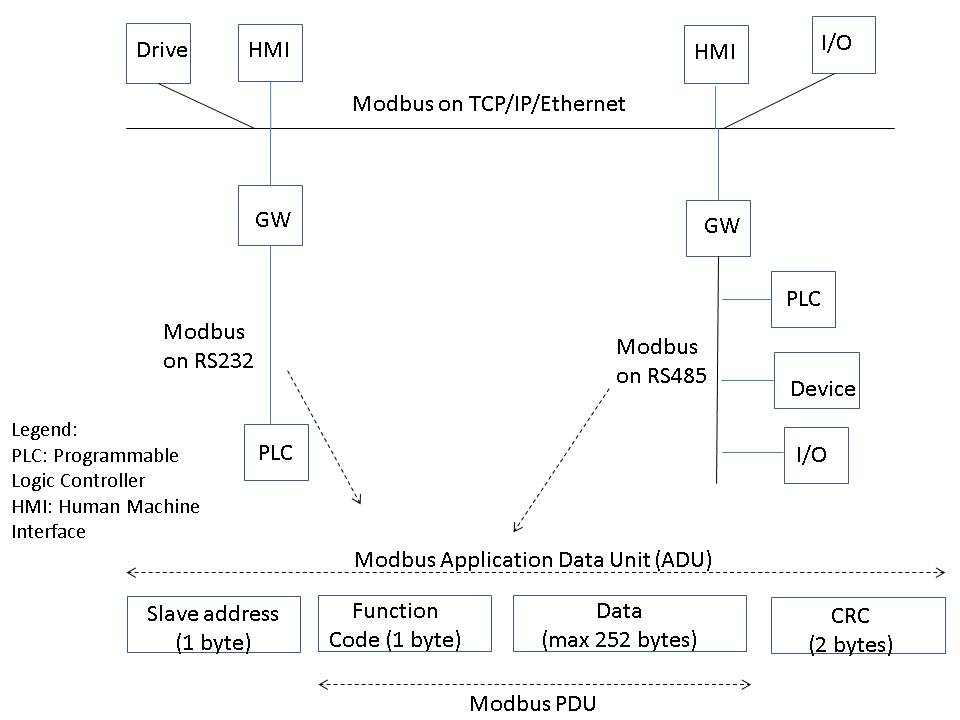 Drive
HMI
HMI
I/O
Modbus on TCP/IP/Ethernet
GW
GW
PLC
Modbus
on RS232
Modbus
on RS485
Device
PLC
I/O
Legend:
PLC: Programmable
Logic Controller
HMI: Human Machine
Interface
Modbus Application Data Unit (ADU)
Slave address
(1 byte)
Function
Code (1 byte)
Data
(max 252 bytes)
CRC
(2 bytes)
Modbus PDU